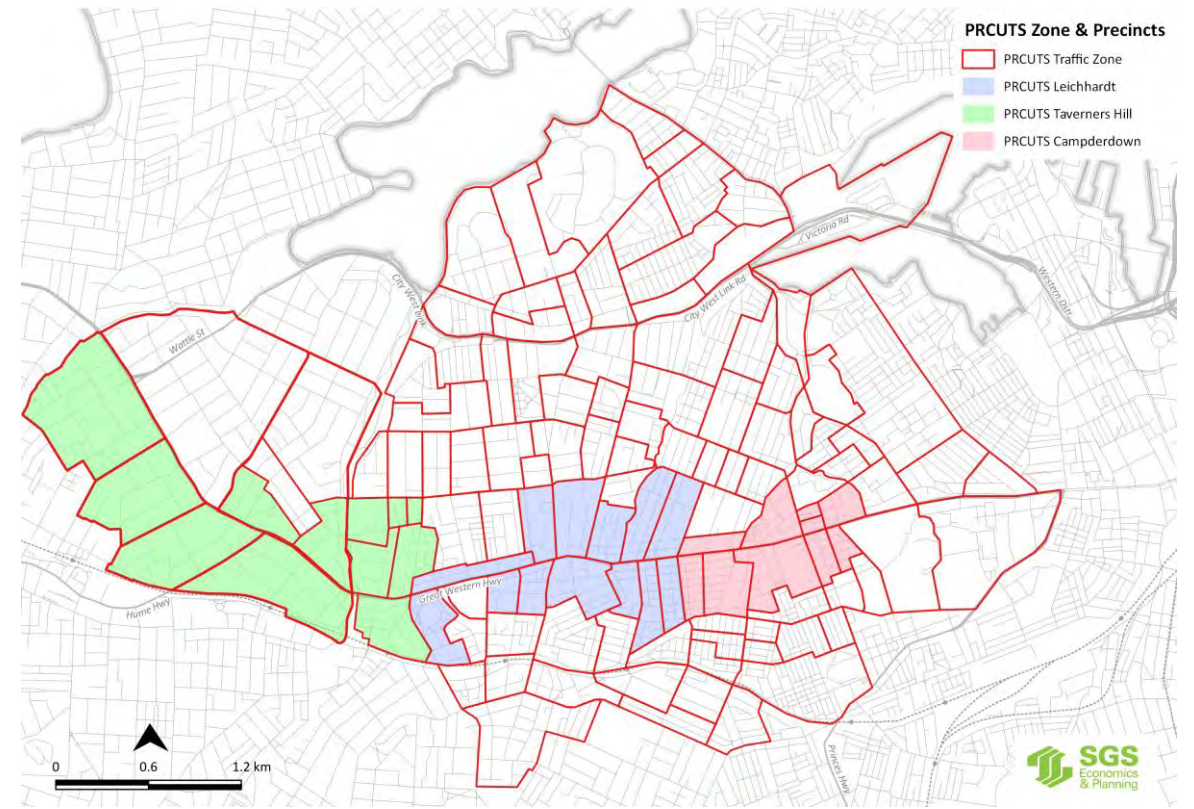 PRCUTS Zone & Precincts
PRCUTS Traffic Zone
PRCUTS Leichhardt
PRCUTS Taverners Hill
PRCUTS Campderdown
Victoria Rd
Western Dstr
City West Link
City West Link Rd
Wattle St
Great Western Hwy
Hume Hwy
Princes Hwy
0 0.6 1.2 km
SGS
Economics
& Planning